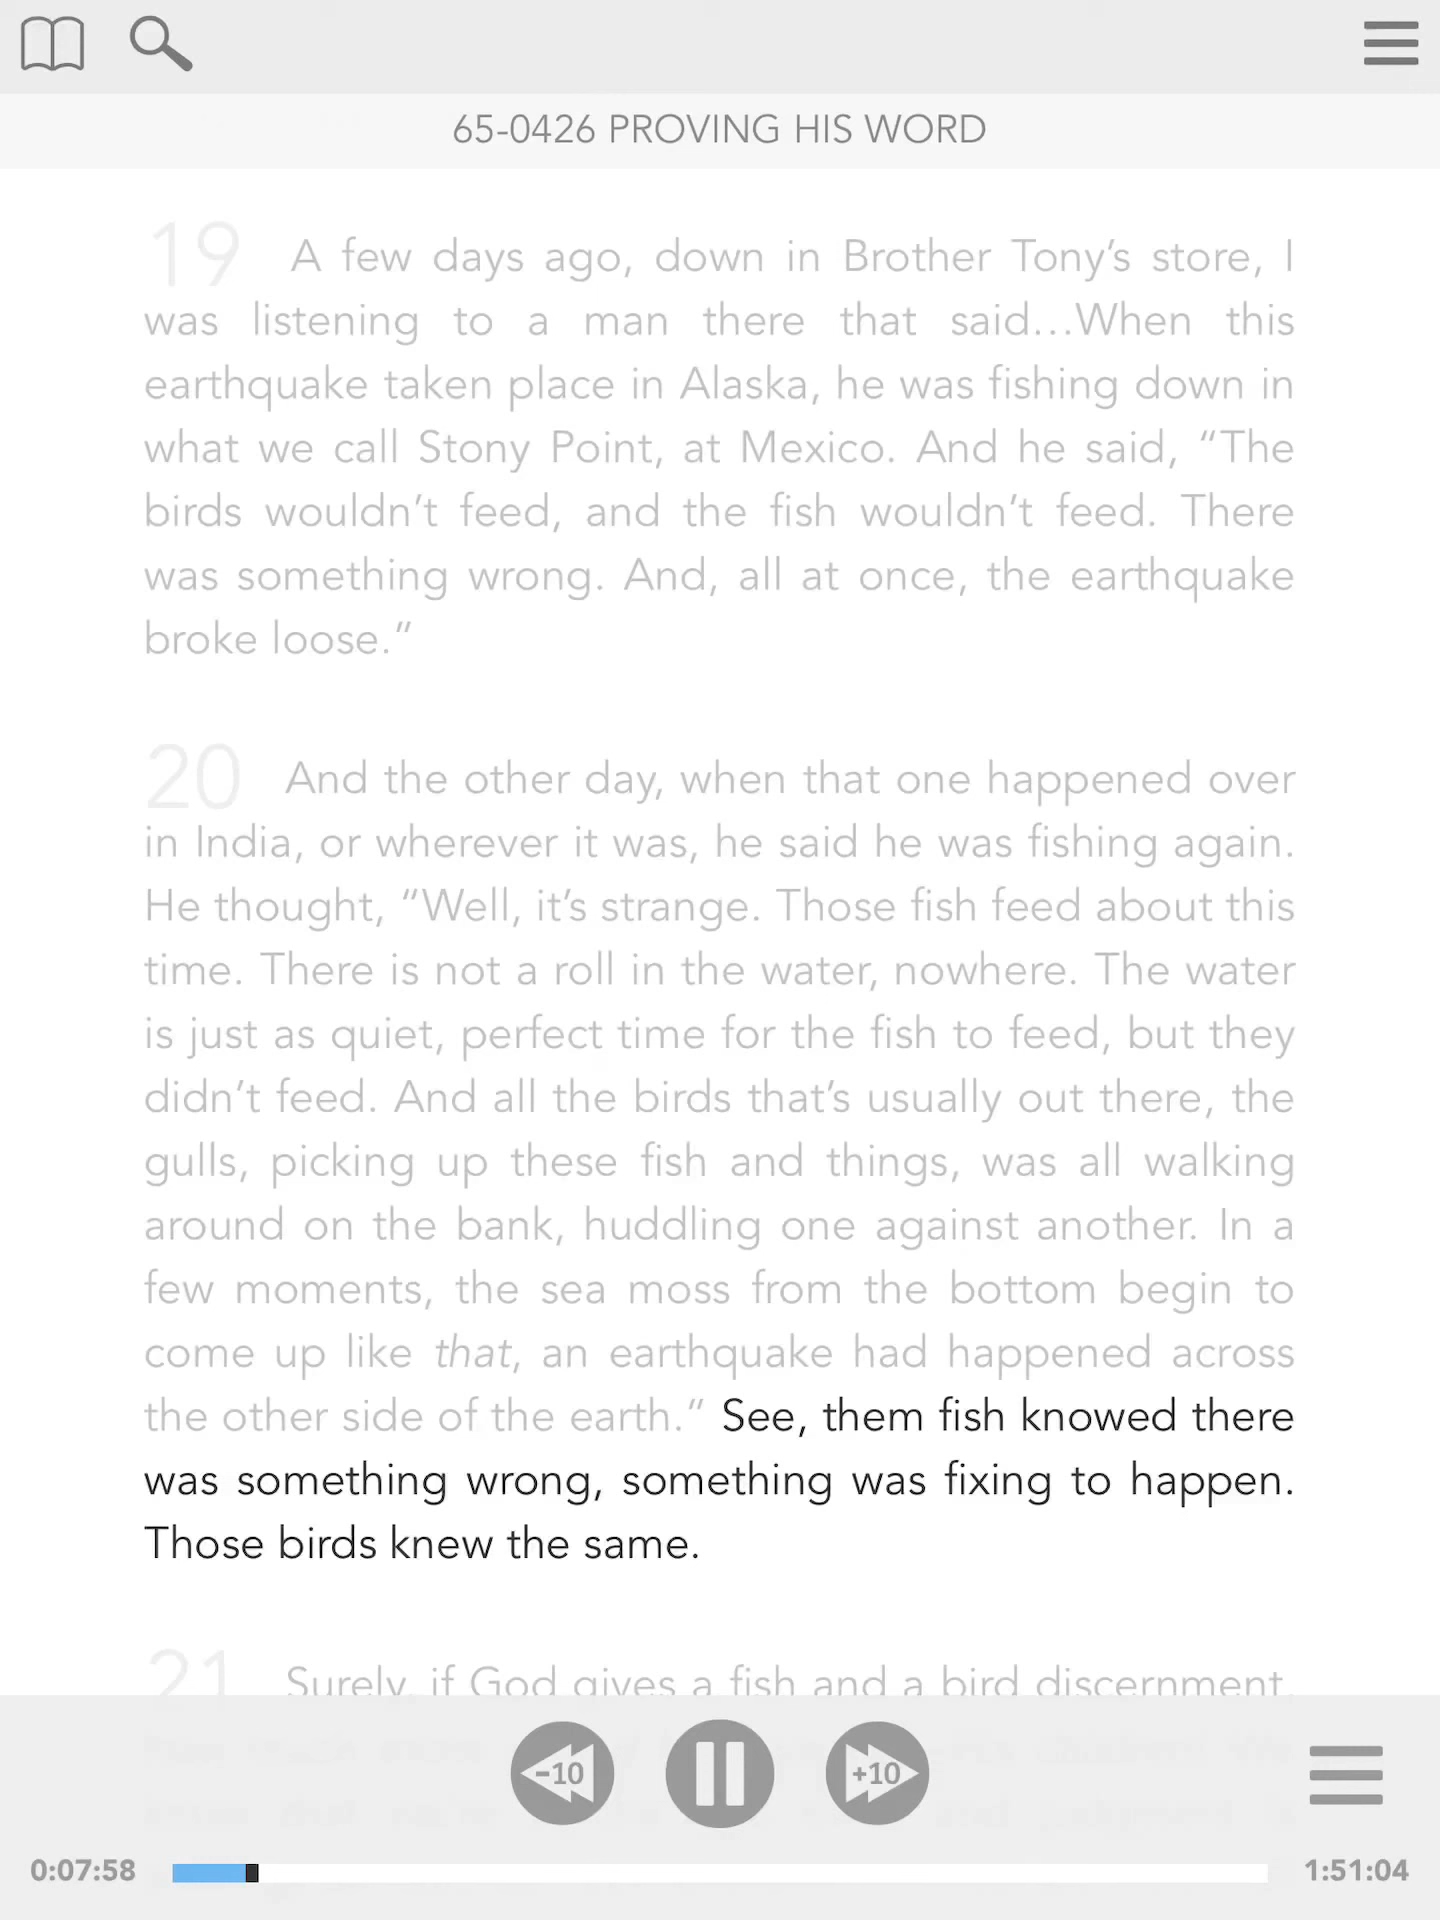 65-0426 PROVING HIS WORD
19 A few days ago, down in Brother Tony’s store, I
was listening to a man there that said…When this
earthquake taken place in Alaska, he was fishing down in
what we call Stony Point, at Mexico. And he said, “The
birds wouldn’t feed, and the fish wouldn’t feed. There
was something wrong. And, all at once, the earthquake
broke loose.”
20 And the other day, when that one happened over
in India, or wherever it was, he said he was fishing again.
He thought, “Well, it’s strange. Those fish feed about this
time. There is not a roll in the water, nowhere. The water
is just as quiet, perfect time for the fish to feed, but they
didn’t feed. And all the birds that’s usually out there, the
gulls, picking up these fish and things, was all walking
around on the bank, huddling one against another. In a
few moments, the sea moss from the bottom begin to
come up like that, an earthquake had happened across
the other side of the earth.” See, them fish knowed there
was something wrong, something was fixing to happen.
Those birds knew the same.
21 Surely, if God gives a fish and a bird discernment,
-10 +10
0:07:58 1:51:04